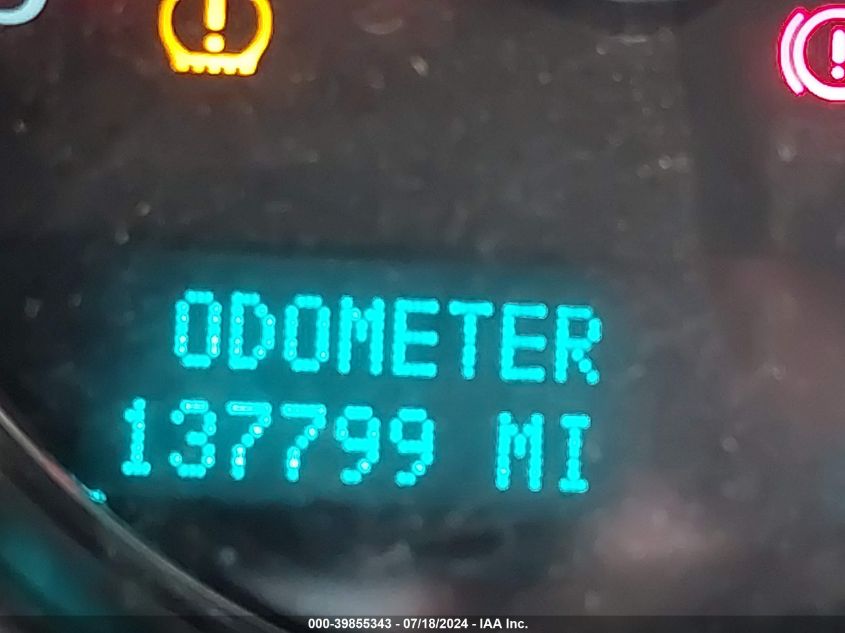 ODOMETER
137799 MI
000-39855343 - 07/18/2024 - IAA Inc.